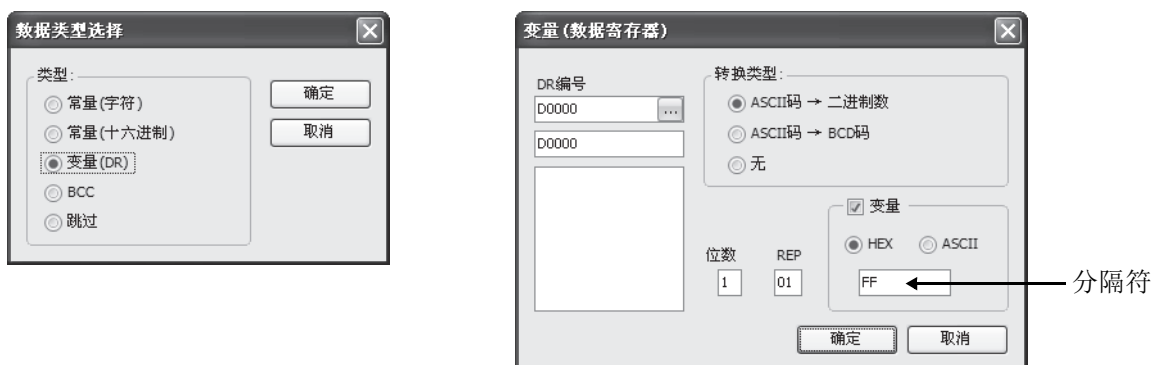 数据类型选择
类型:
常量(字符)
常量(十六进制)
变量(DR)
BCC
跳过
确定
取消
变量(数据寄存器)
DR编号
D0000
...
D0000
转换类型:
ASCII码 → 二进制数
ASCII码 → BCD码
无
变量
HEX ASCII
位数 REP
1 01
FF
分隔符
确定 取消